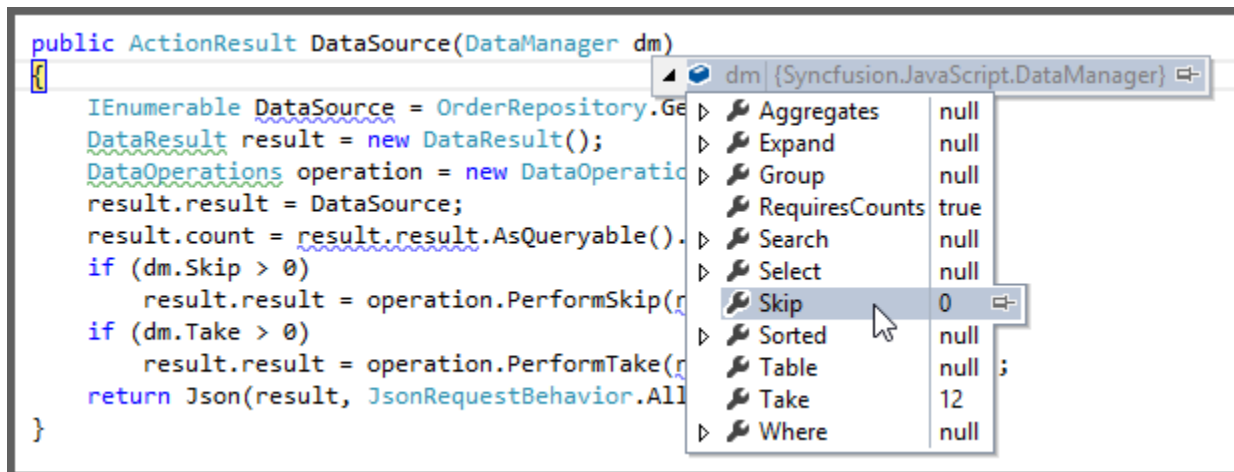 public ActionResult DataSource(DataManager dm)
{
dm {Syncfusion.JavaScript.DataManager}
IEnumerable DataSource = OrderRepository.Ge
DataResult result = new DataResult();
DataOperations operation = new DataOperatio
result.result = DataSource;
result.count = result.result.AsQueryable().
if (dm.Skip > 0)
result.result = operation.PerformSkip(r
if (dm.Take > 0)
result.result = operation.PerformTake(r ;
return Json(result, JsonRequestBehavior.All
}
Aggregates null
Expand null
Group null
RequiresCounts true
Search null
Select null
Skip 0
Sorted null
Table null
Take 12
Where null